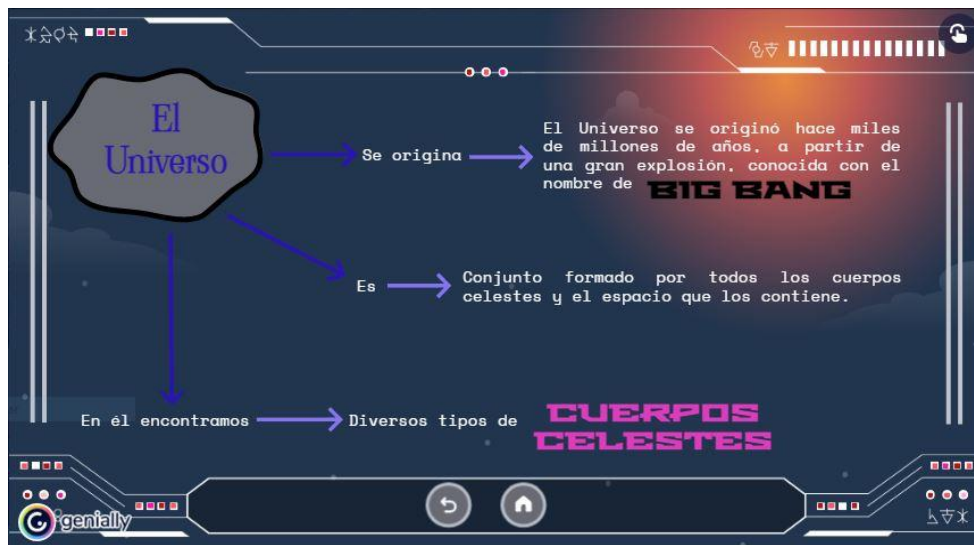 El
Universo
Se origina
El Universo se originó hace miles
de millones de años, a partir de
una gran explosión, conocida con el
nombre de BIG BANG
Es
Conjunto formado por todos los cuerpos
celestes y el espacio que los contiene.
En él encontramos
Diversos tipos de CUERPOS
CELESTES
genially